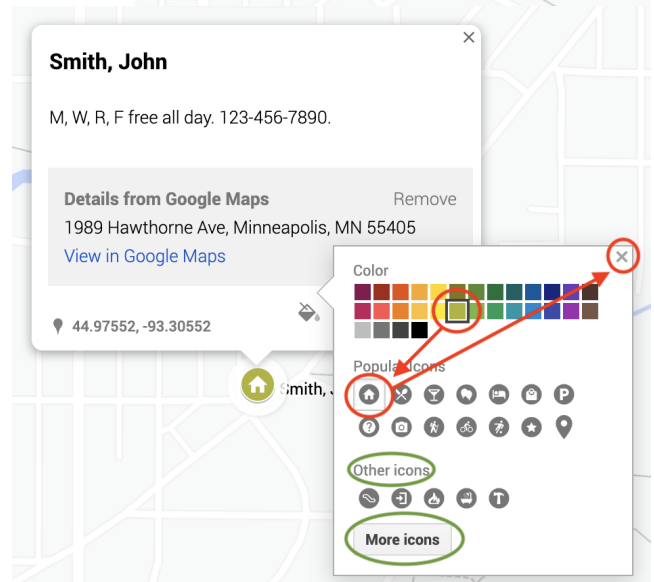 Smith, John
M, W, R, F free all day. 123-456-7890.
Details from Google Maps Remove
1989 Hawthorne Ave, Minneapolis, MN 55405
View in Google Maps
44.97552, -93.30552
Smith,
Color
Popular Icons
P
?
Other icons
More icons